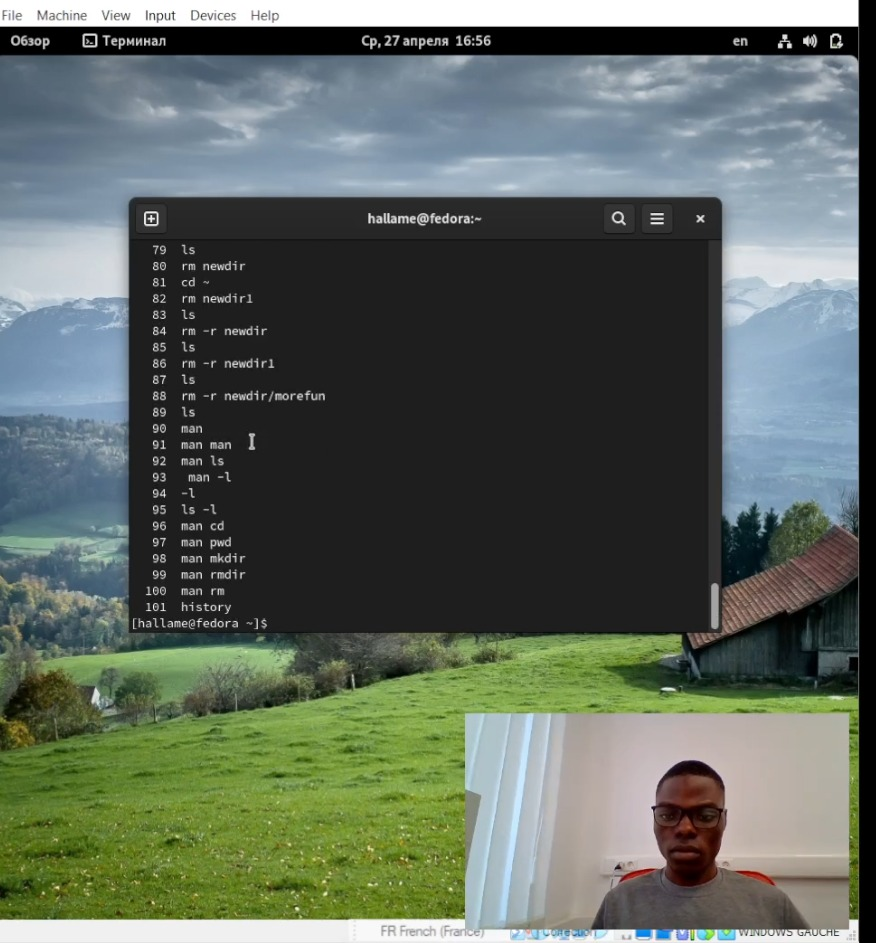 File Machine View Input Devices Help
Обзор Терминал Ср, 27 апреля 16:56 en
hallame@fedora:~
79 ls
80 rm newdir
81 cd ~
82 rm newdir1
83 ls
84 rm -r newdir
85 ls
86 rm -r newdir1
87 ls
88 rm -r newdir/morefun
89 ls
90 man
91 man man
92 man ls
93  man -l
94 -l
95 ls -l
96 man cd
97 man pwd
98 man mkdir
99 man rmdir
100 man rm
101 history
[hallame@fedora ~]$
FR French (France) Correction WINDOWS GAUCHE